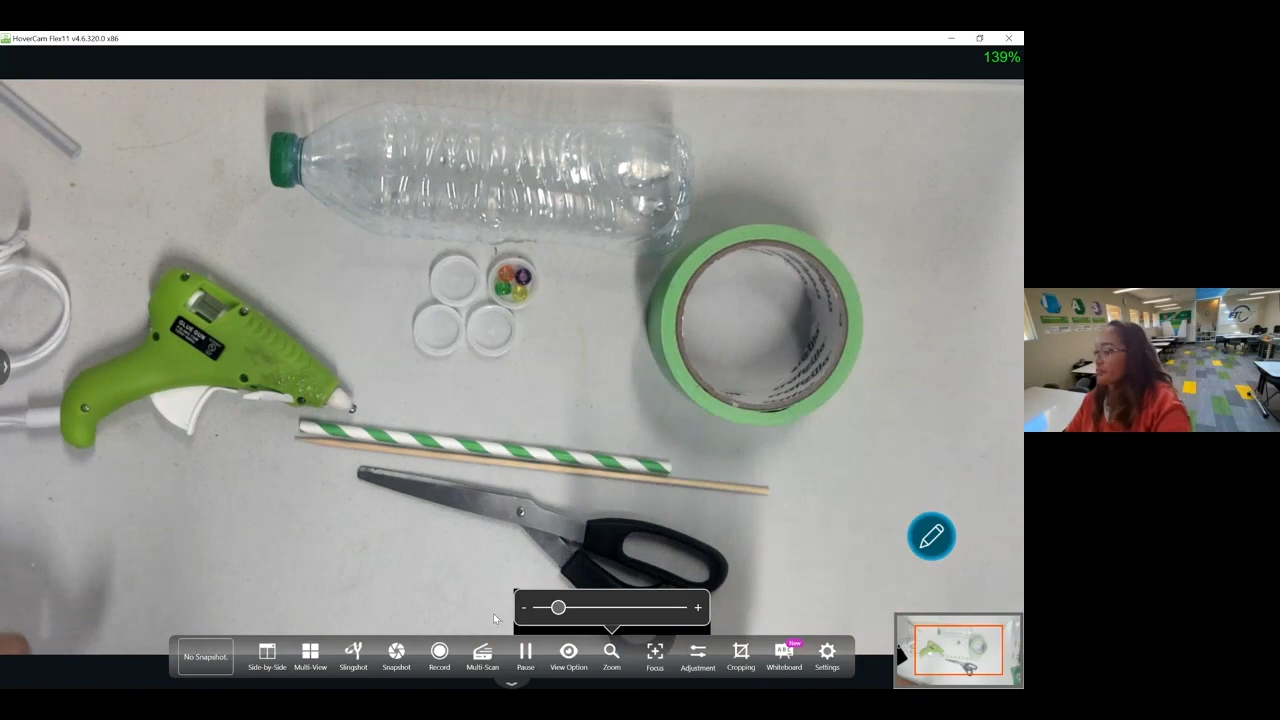 HoverCam Flex11 v4.6.320.0 x86
139%
GLUE GUN
No Snapshot.
Side-by-Side
Multi-View
Slingshot
Snapshot
Record
Multi-Scan
Pause
View Option
Zoom
Focus
Adjustment
Cropping
New
Whiteboard
Settings